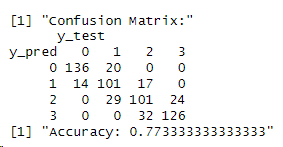 [1] "Confusion Matrix:"
y_test
y_pred 0 1 2 3
0 136 20 0 0
1 14 101 17 0
2 0 29 101 24
3 0 0 32 126
[1] "Accuracy: 0.773333333333333"